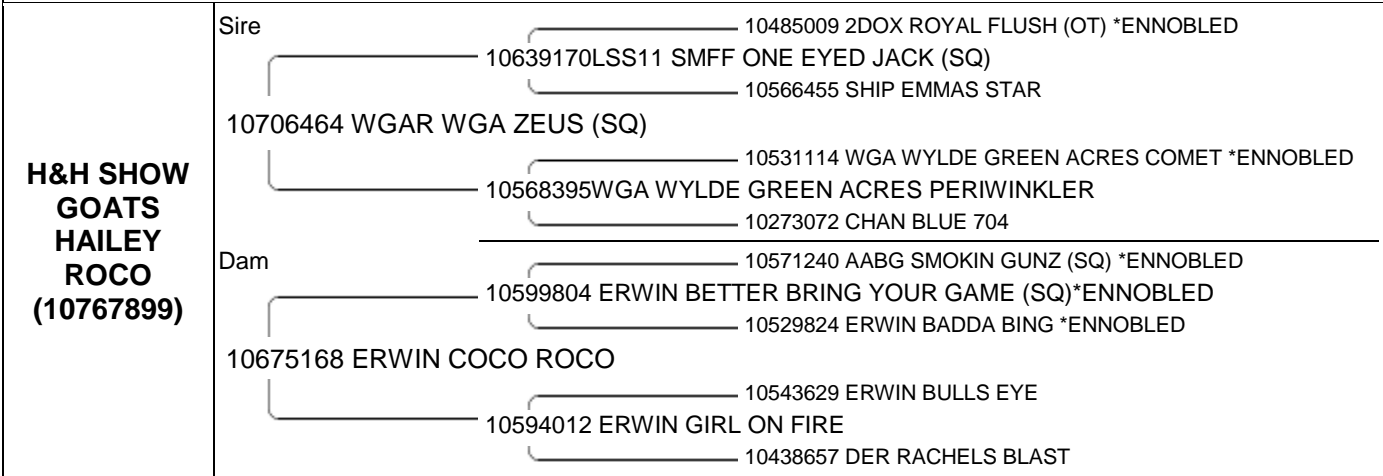 H&H SHOW
GOATS
HAILEY
ROCO
(10767899)
Sire
10485009 2DOX ROYAL FLUSH (OT) *ENNOBLED
10639170LSS11 SMFF ONE EYED JACK (SQ)
10566455 SHIP EMMAS STAR
10706464 WGAR WGA ZEUS (SQ)
10531114 WGA WYLDE GREEN ACRES COMET *ENNOBLED
10568395WGA WYLDE GREEN ACRES PERIWINKLER
10273072 CHAN BLUE 704
Dam
10571240 AABG SMOKIN GUNZ (SQ) *ENNOBLED
10599804 ERWIN BETTER BRING YOUR GAME (SQ)*ENNOBLED
10529824 ERWIN BADDA BING *ENNOBLED
10675168 ERWIN COCO ROCO
10543629 ERWIN BULLS EYE
10594012 ERWIN GIRL ON FIRE
10438657 DER RACHELS BLAST